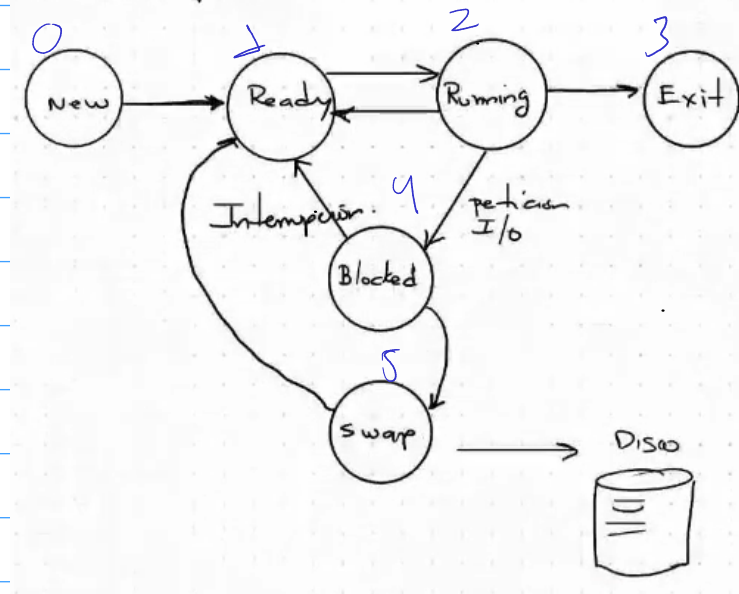 0
1
2
3
New
Ready
Running
Exit
Interrupción.
4
petición
I/O
Blocked
5
Swap
Disco